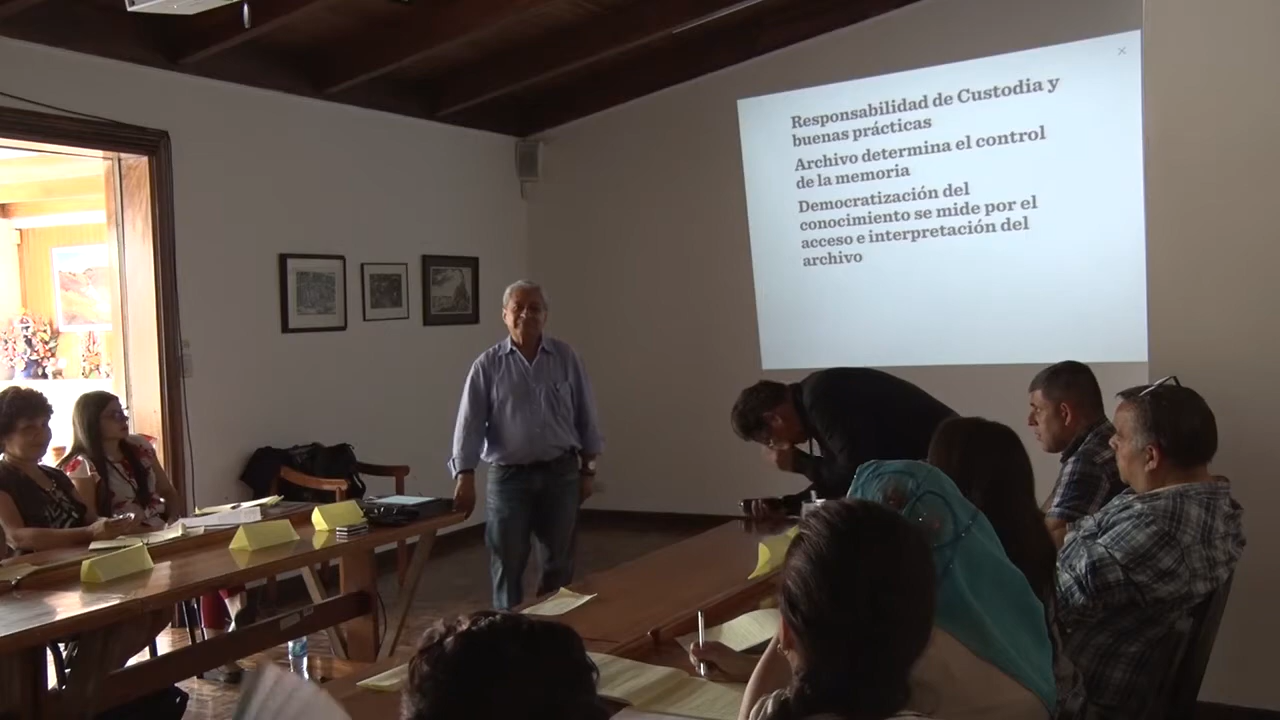 Responsabilidad de Custodia y
buenas prácticas
Archivo determina el control
de la memoria
Democratización del
conocimiento se mide por el
acceso e interpretación del
archivo